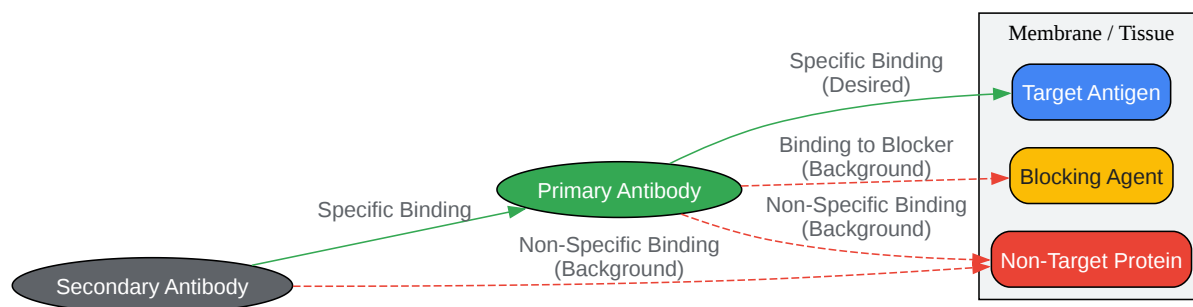 Membrane / Tissue
Specific Binding
(Desired)
Target Antigen
Binding to Blocker
(Background)
Blocking Agent
Primary Antibody
Non-Specific Binding
(Background)
Specific Binding
Non-Specific Binding
(Background)
Non-Target Protein
Secondary Antibody